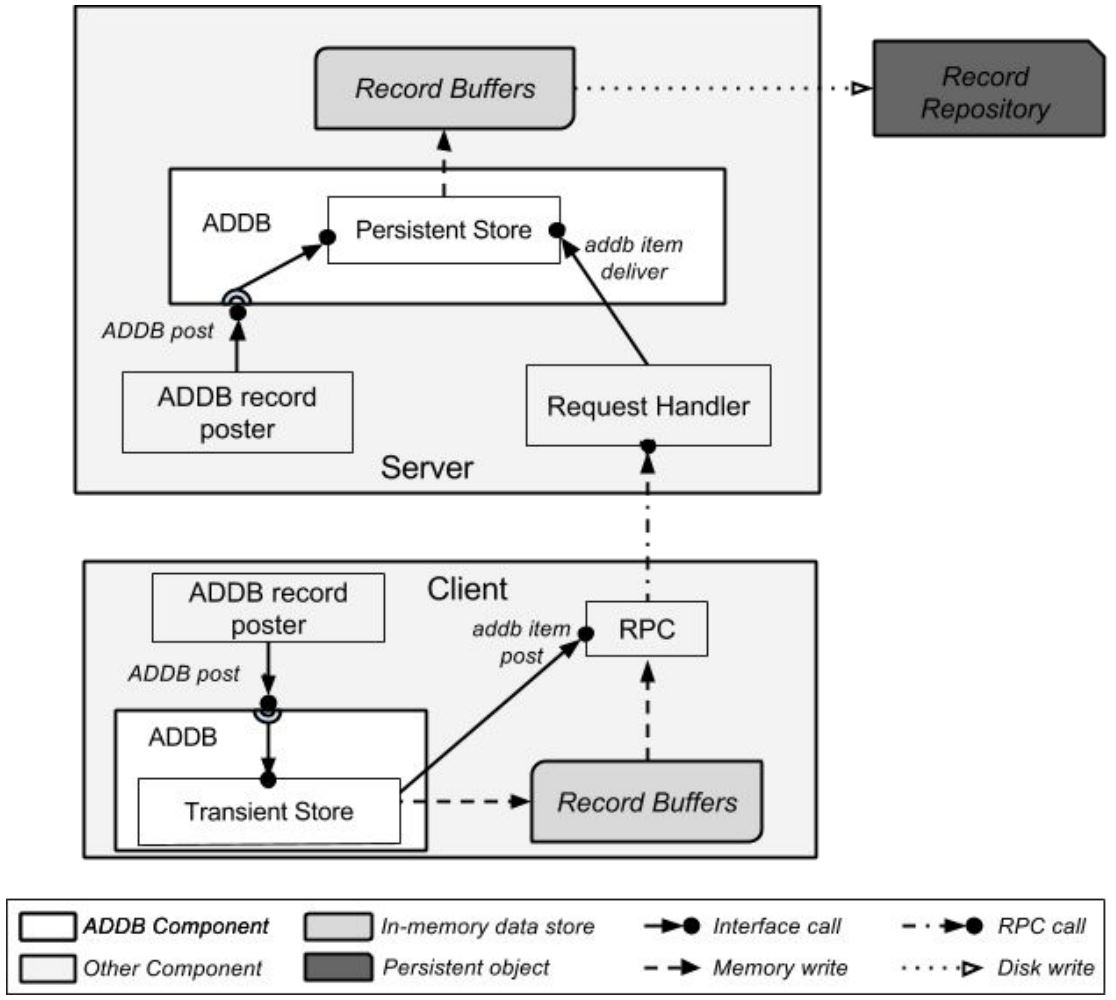 Record Buffers
Record
Repository
ADDB
Persistent Store
addb item
deliver
ADDB post
ADDB record
poster
Request Handler
Server
ADDB record
poster
Client
addb item
post
RPC
ADDB post
ADDB
Transient Store
Record Buffers
ADDB Component
In-memory data store
Interface call
RPC call
Other Component
Persistent object
Memory write
Disk write